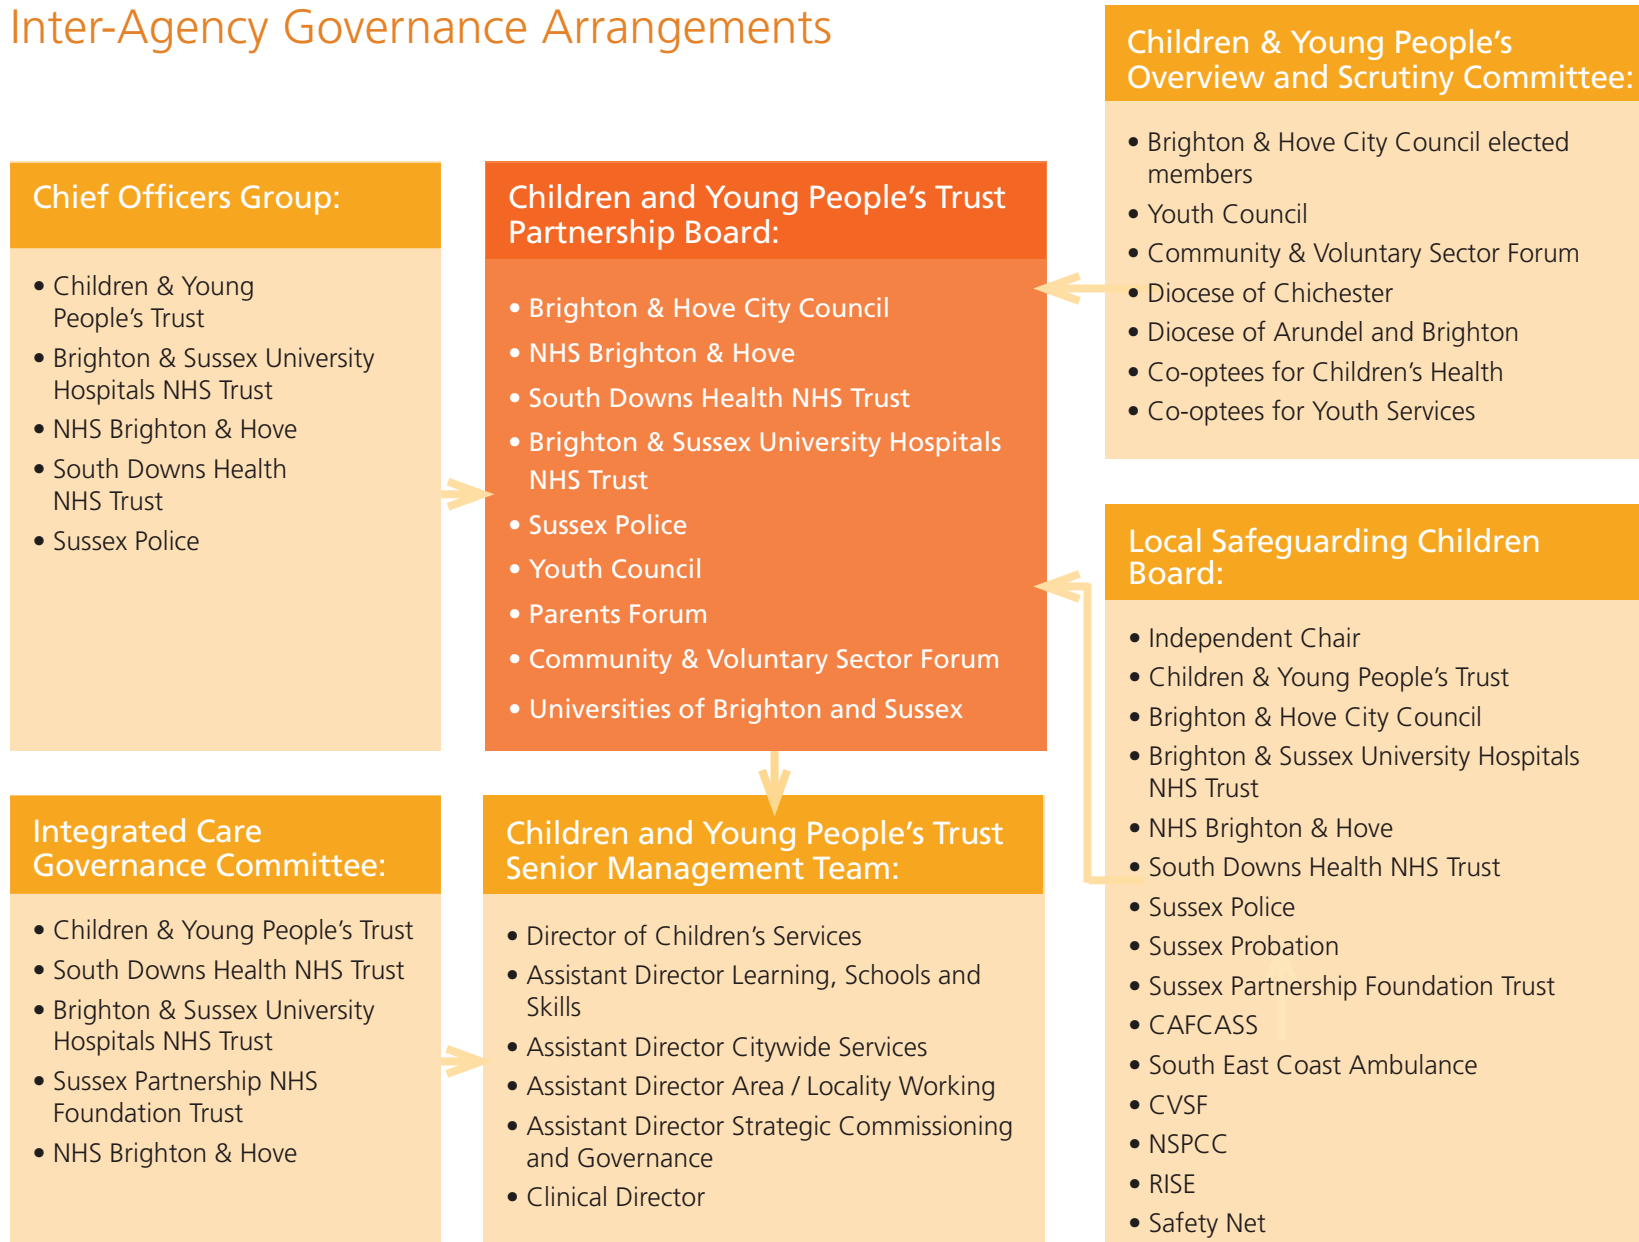 Inter-Agency Governance Arrangements
Chief Officers Group:
• Children & Young
People's Trust
• Brighton & Sussex University
Hospitals NHS Trust
• NHS Brighton & Hove
• South Downs Health
NHS Trust
• Sussex Police
Children and Young People's Trust
Partnership Board:
• Brighton & Hove City Council
• NHS Brighton & Hove
• South Downs Health NHS Trust
• Brighton & Sussex University Hospitals
NHS Trust
• Sussex Police
• Youth Council
• Parents Forum
• Community & Voluntary Sector Forum
• Universities of Brighton and Sussex
Children & Young People's
Overview and Scrutiny Committee:
• Brighton & Hove City Council elected
members
• Youth Council
• Community & Voluntary Sector Forum
• Diocese of Chichester
• Diocese of Arundel and Brighton
• Co-optees for Children's Health
• Co-optees for Youth Services
Integrated Care
Governance Committee:
• Children & Young People's Trust
• South Downs Health NHS Trust
• Brighton & Sussex University
Hospitals NHS Trust
• Sussex Partnership NHS
Foundation Trust
• NHS Brighton & Hove
Children and Young People's Trust
Senior Management Team:
• Director of Children's Services
• Assistant Director Learning, Schools and
Skills
• Assistant Director Citywide Services
• Assistant Director Area / Locality Working
• Assistant Director Strategic Commissioning
and Governance
• Clinical Director
Local Safeguarding Children
Board:
• Independent Chair
• Children & Young People's Trust
• Brighton & Hove City Council
• Brighton & Sussex University Hospitals
NHS Trust
• NHS Brighton & Hove
• South Downs Health NHS Trust
• Sussex Police
• Sussex Probation
• Sussex Partnership Foundation Trust
• CAFCASS
• South East Coast Ambulance
• CVSF
• NSPCC
• RISE
• Safety Net